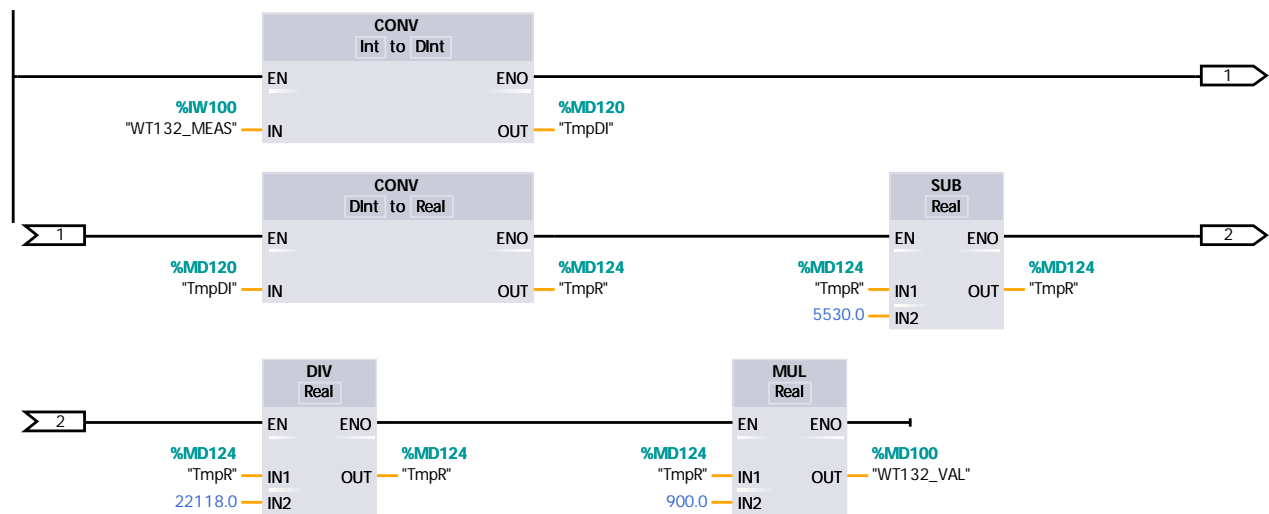 CONV
Int to DInt
EN ENO
1
%IW100 %MD120
"WT132_MEAS" IN OUT "TmpDI"
CONV
DInt to Real
SUB
Real
1 EN ENO EN ENO 2
%MD120 %MD124 %MD124 %MD124
"TmpDI" IN OUT "TmpR" "TmpR" IN1 OUT "TmpR"
5530.0 IN2
DIV
Real
MUL
Real
2 EN ENO EN ENO
%MD124 %MD124 %MD124 %MD100
"TmpR" IN1 OUT "TmpR" "TmpR" IN1 OUT "WT132_VAL"
22118.0 IN2 900.0 IN2